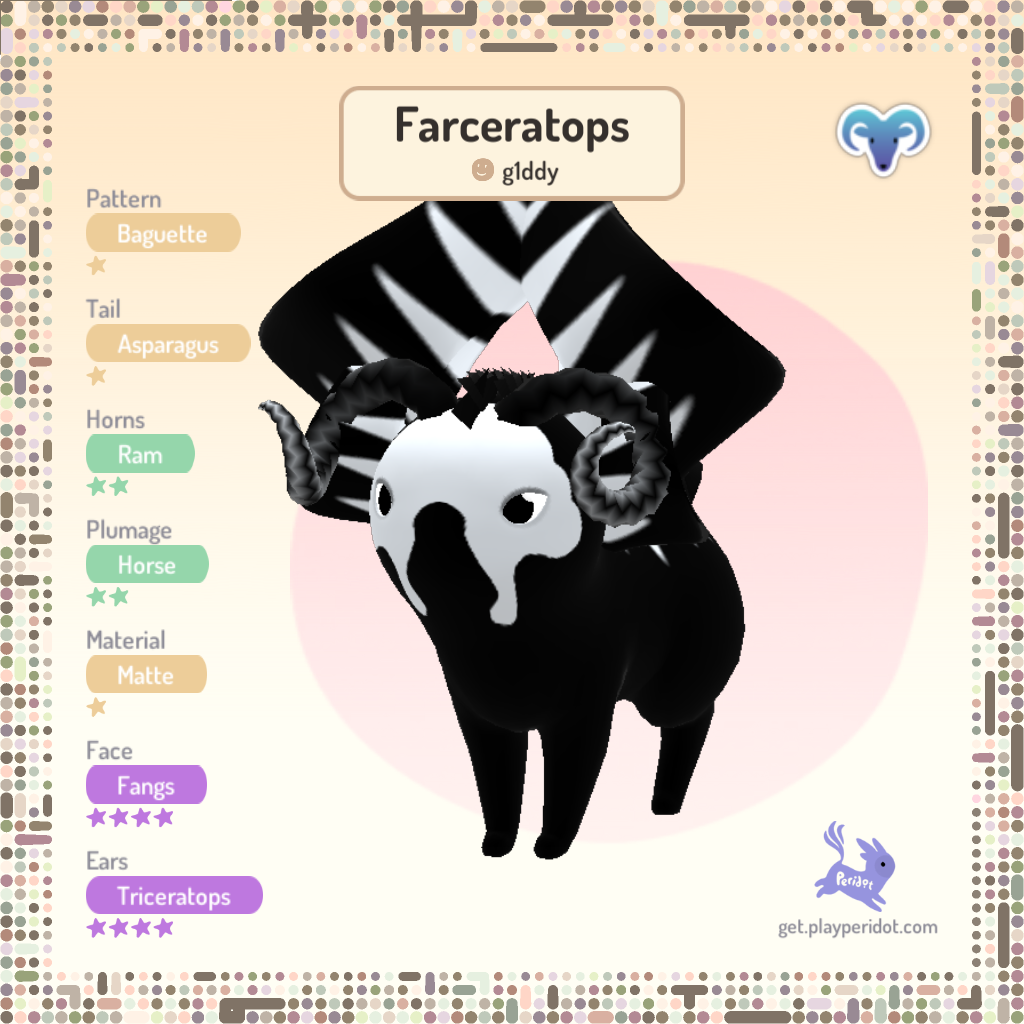 Farceratops
g1ddy
Pattern
Baguette
Tail
Asparagus
Horns
Ram
Plumage
Horse
Material
Matte
Face
Fangs
Ears
Triceratops
Peridot
get.playperidot.com